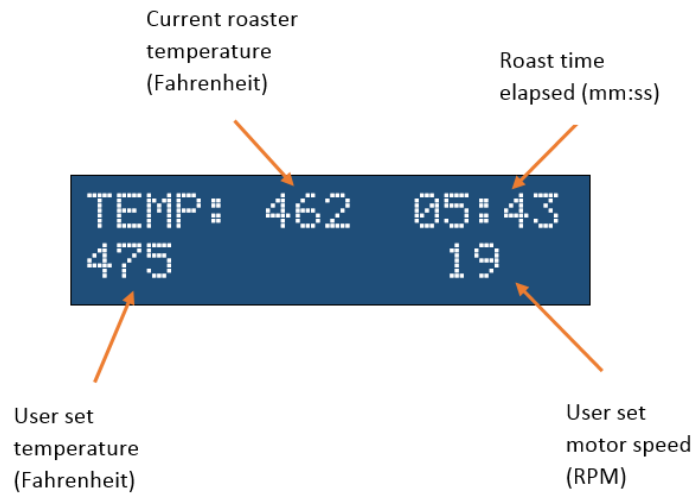 Current roaster
temperature
(Fahrenheit)
Roast time
elapsed (mm:ss)
TEMP: 462 05:43
475 19
User set
temperature
(Fahrenheit)
User set
motor speed
(RPM)